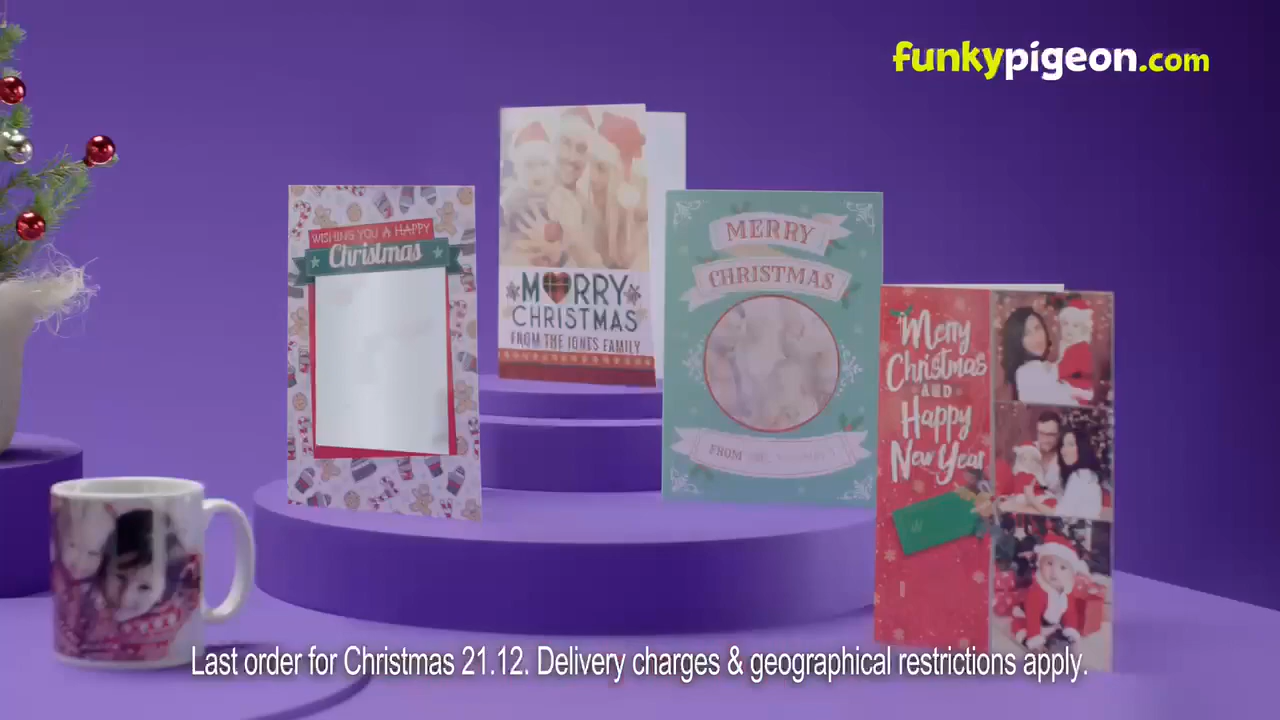 funkypigeon.com
WISHING YOU A HAPPY
Christmas
MERRY
CHRISTMAS
FROM THE JONES FAMILY
MERRY
CHRISTMAS
FROM
Merry
Christmas
AND
Happy
New Year
Last order for Christmas 21.12. Delivery charges & geographical restrictions apply.